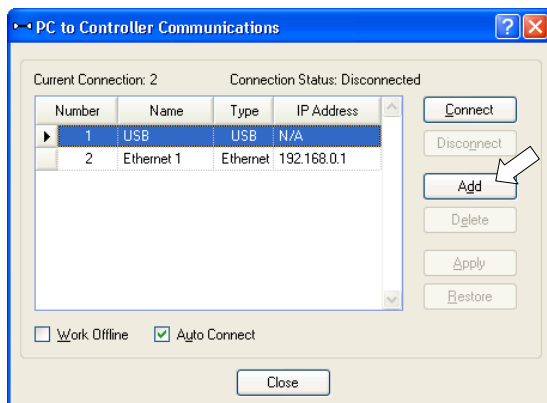 PC to Controller Communications
Current Connection: 2 Connection Status: Disconnected
Number Name Type IP Address
1 USB USB N/A
2 Ethernet 1 Ethernet 192.168.0.1
Connect
Disconnect
Add
Delete
Apply
Restore
Work Offline Auto Connect
Close